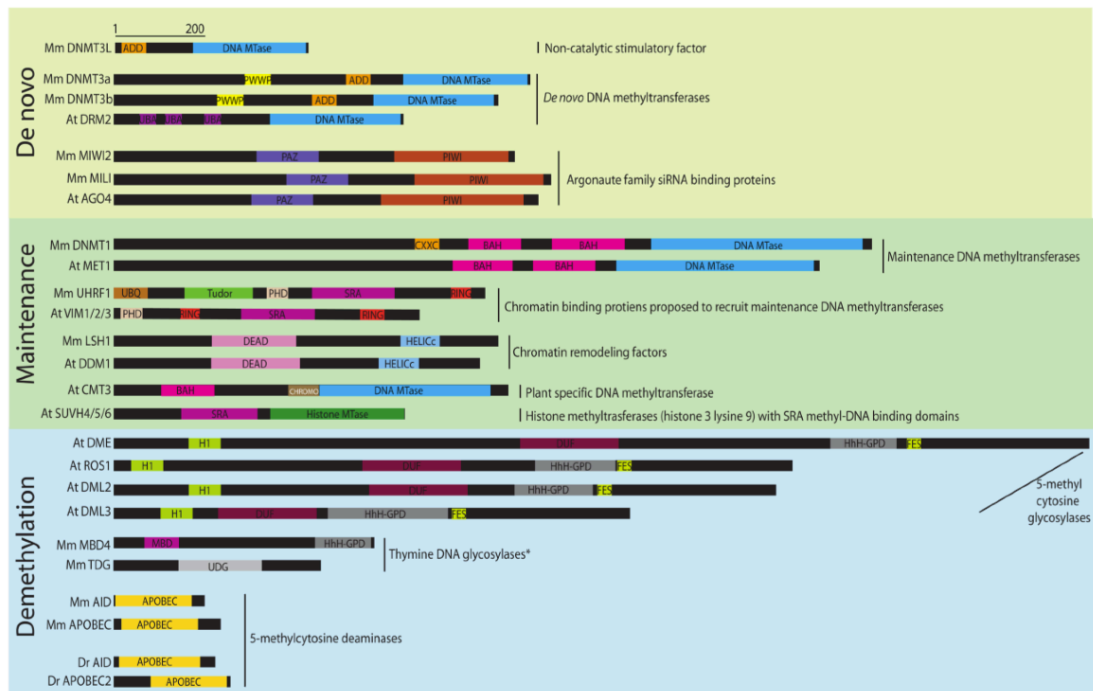 1 200
De novo
Mm DNMT3L ADD DNA MTase Non-catalytic stimulatory factor
Mm DNMT3a PWWP ADD DNA MTase
Mm DNMT3b PWWP ADD DNA MTase
De novo DNA methyltransferases
At DRM2 UBA UBA UBA DNA MTase
Mm MIWI2 PAZ PIWI
Mm MILI PAZ PIWI
Argonaute family siRNA binding proteins
At AGO4 PAZ PIWI
Maintenance
Mm DNMT1 CXXC BAH BAH DNA MTase
Maintenance DNA methyltransferases
At MET1 BAH BAH DNA MTase
Mm UHRF1 UBQ Tudor PHD SRA RING
Chromatin binding protiens proposed to recruit maintenance DNA methyltransferases
At VIM1/2/3 PHD RING SRA RING
Mm LSH1 DEAD HELICc
Chromatin remodeling factors
At DDM1 DEAD HELICc
At CMT3 BAH CHROMO DNA MTase Plant specific DNA methyltransferase
At SUVH4/5/6 SRA Histone MTase Histone methyltrasferases (histone 3 lysine 9) with SRA methyl-DNA binding domains
Demethylation
At DME H1 DUF HhH-GPD FES
At ROS1 H1 DUF HhH-GPD FES
At DML2 H1 DUF HhH-GPD FES
5-methyl
cytosine
glycosylases
At DML3 H1 DUF HhH-GPD FES
Mm MBD4 MBD HhH-GPD
Thymine DNA glycosylases*
Mm TDG UDG
Mm AID APOBEC
Mm APOBEC APOBEC
5-methylcytosine deaminases
Dr AID APOBEC
Dr APOBEC2 APOBEC